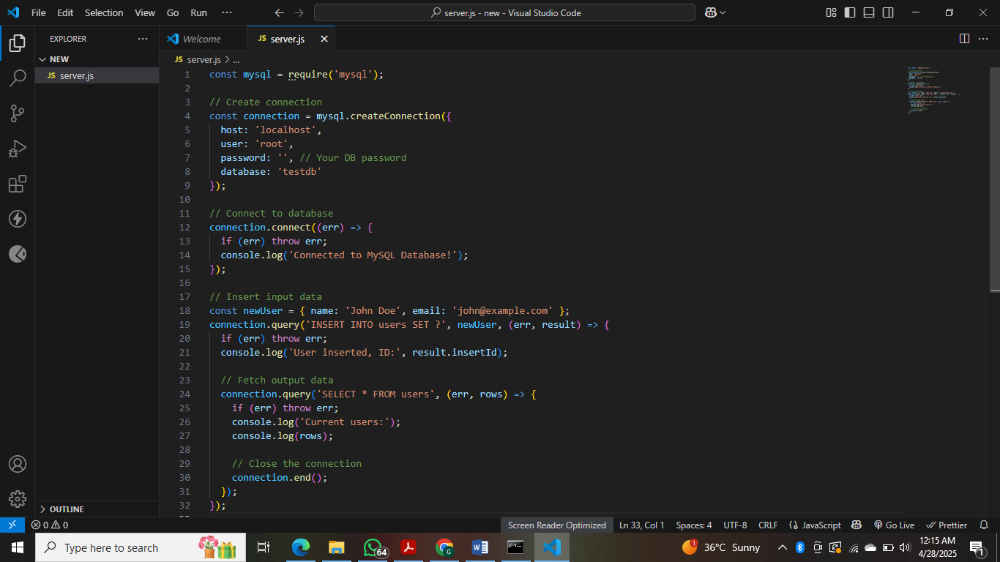 File Edit Selection View Go Run ···
server.js - new - Visual Studio Code
EXPLORER ···
NEW
JS server.js
OUTLINE
Welcome
JS server.js
JS server.js > ...
1 const mysql = require('mysql');
2
3 // Create connection
4 const connection = mysql.createConnection({
5 host: 'localhost',
6 user: 'root',
7 password: '', // Your DB password
8 database: 'testdb'
9 });
10
11 // Connect to database
12 connection.connect((err) => {
13 if (err) throw err;
14 console.log('Connected to MySQL Database!');
15 });
16
17 // Insert input data
18 const newUser = { name: 'John Doe', email: 'john@example.com' };
19 connection.query('INSERT INTO users SET ?', newUser, (err, result) => {
20 if (err) throw err;
21 console.log('User inserted, ID:', result.insertId);
22
23 // Fetch output data
24 connection.query('SELECT * FROM users', (err, rows) => {
25 if (err) throw err;
26 console.log('Current users:');
27 console.log(rows);
28
29 // Close the connection
30 connection.end();
31 });
32 });
0 0 Screen Reader Optimized Ln 33, Col 1 Spaces: 4 UTF-8 CRLF {} JavaScript Go Live Prettier
Type here to search
64
G
W
1
36°C Sunny
12:15 AM
4/28/2025
1